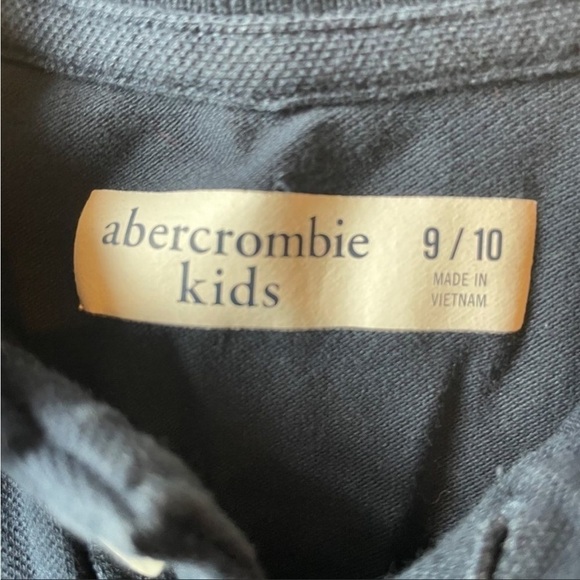 abercrombie
kids
9 / 10
MADE IN
VIETNAM